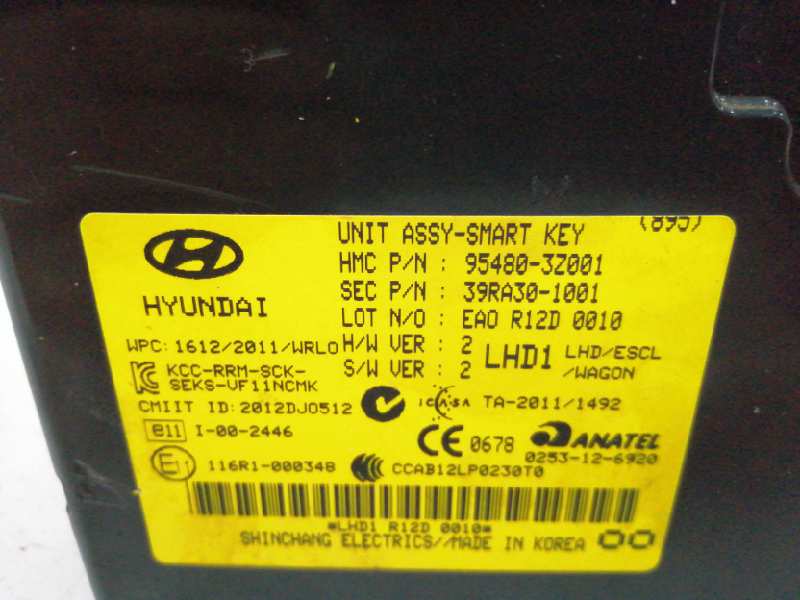 (895)
UNIT ASSY-SMART KEY
HMC P/N : 95480-3Z001
SEC P/N : 39RA30-1001
HYUNDAI
LOT N/O : EAO R12D 0010
WPC: 1612/2011/WRLO
H/W VER : 2
S/W VER : 2
LHD1
LHD/ESCL
/WAGON
KCC-RRM-SCK-
SEKS-VF11NCMK
CMIIT ID: 2012DJ0512
ICASA TA-2011/1492
e11 I-00-2446
CE 0678
ANATEL
0253-12-6920
E11 116R1-000348
CCAB12LP0230T0
*LHD1 R12D 0010*
SHINCHANG ELECTRICS//MADE IN KOREA